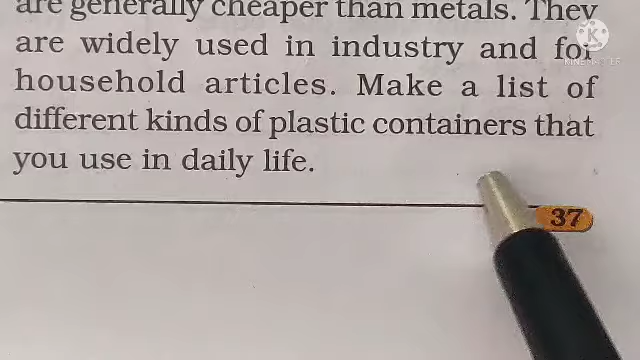 are generally cheaper than metals. They
are widely used in industry and for
household articles. Make a list of
different kinds of plastic containers that
you use in daily life.
37
KINEMASTER